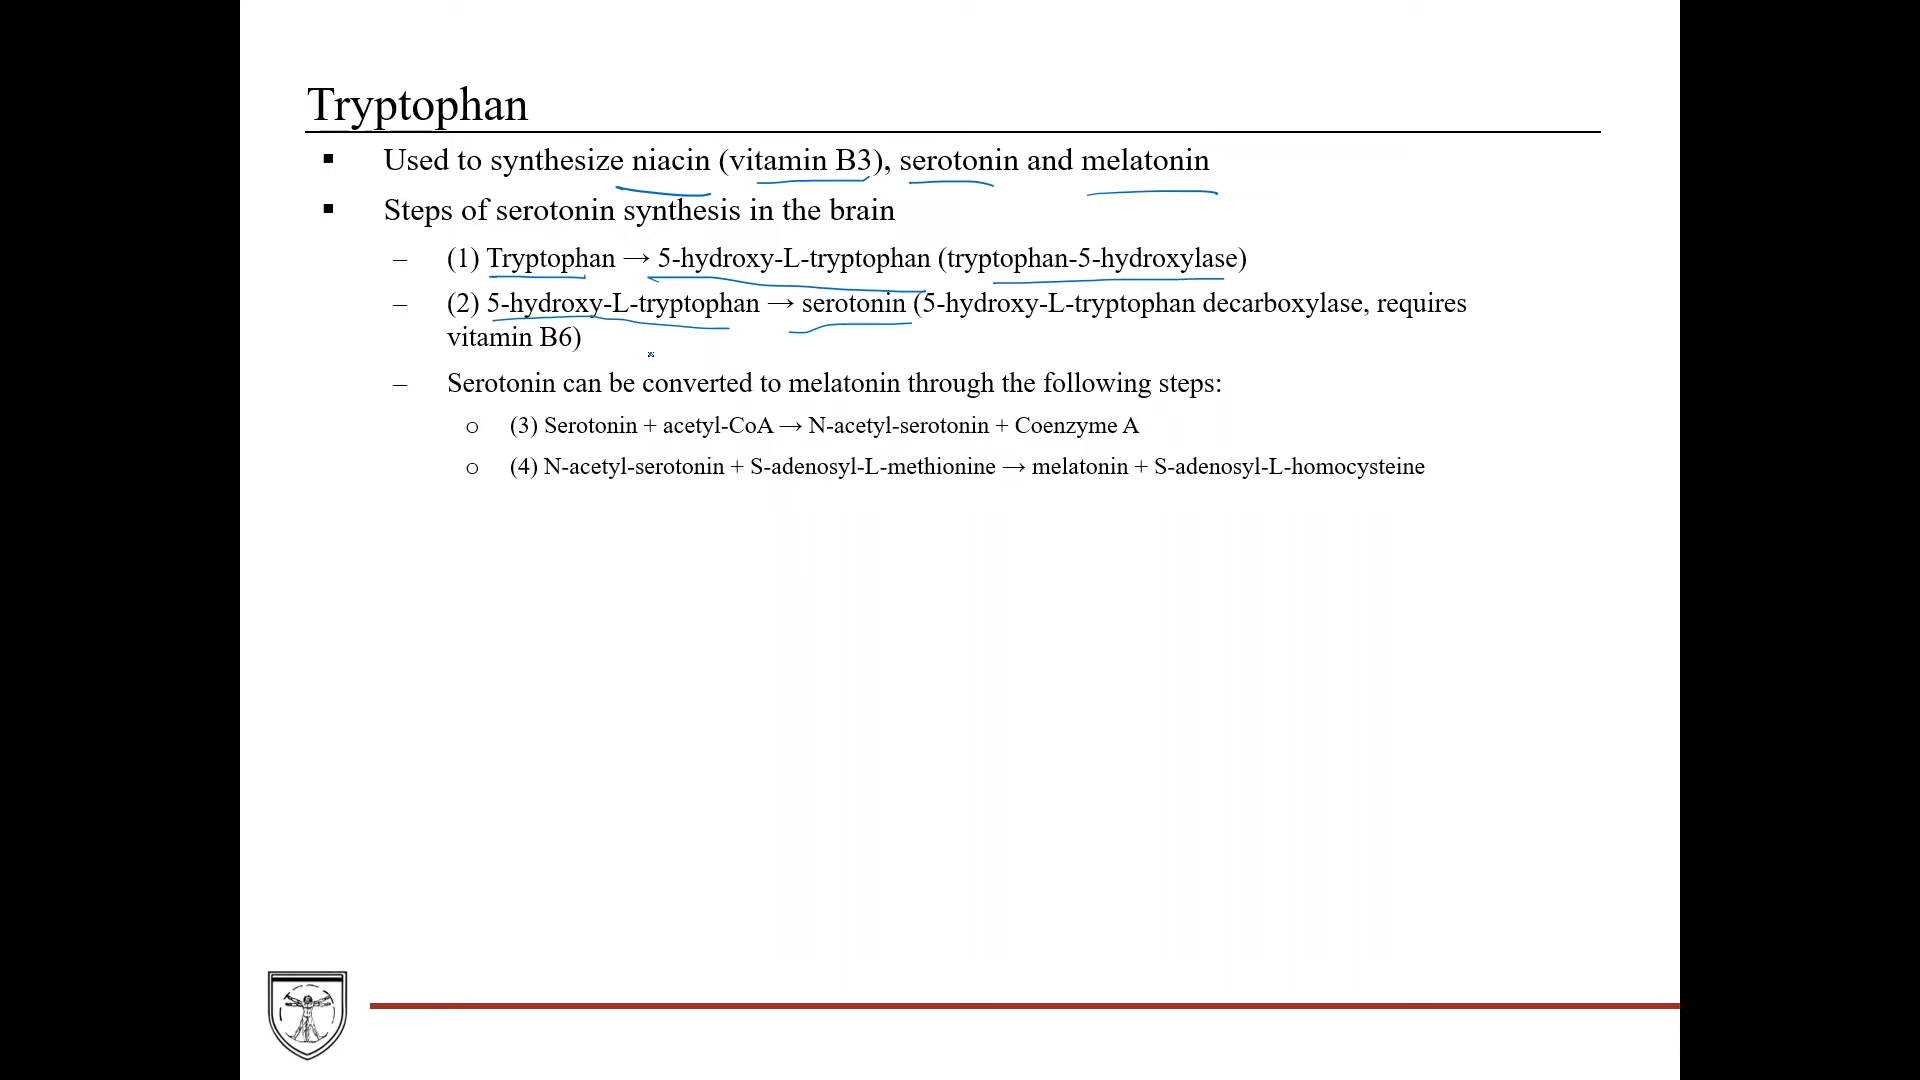 Tryptophan
▪ Used to synthesize niacin (vitamin B3), serotonin and melatonin
▪ Steps of serotonin synthesis in the brain
– (1) Tryptophan → 5-hydroxy-L-tryptophan (tryptophan-5-hydroxylase)
– (2) 5-hydroxy-L-tryptophan → serotonin (5-hydroxy-L-tryptophan decarboxylase, requires
vitamin B6)
– Serotonin can be converted to melatonin through the following steps:
o (3) Serotonin + acetyl-CoA → N-acetyl-serotonin + Coenzyme A
o (4) N-acetyl-serotonin + S-adenosyl-L-methionine → melatonin + S-adenosyl-L-homocysteine